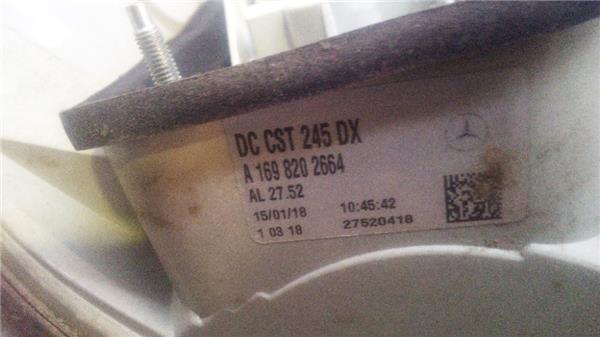 DC CST 245 DX
A 169 820 2664
AL 27.52
15/01/18 10:45:42
1 03 18 27520418